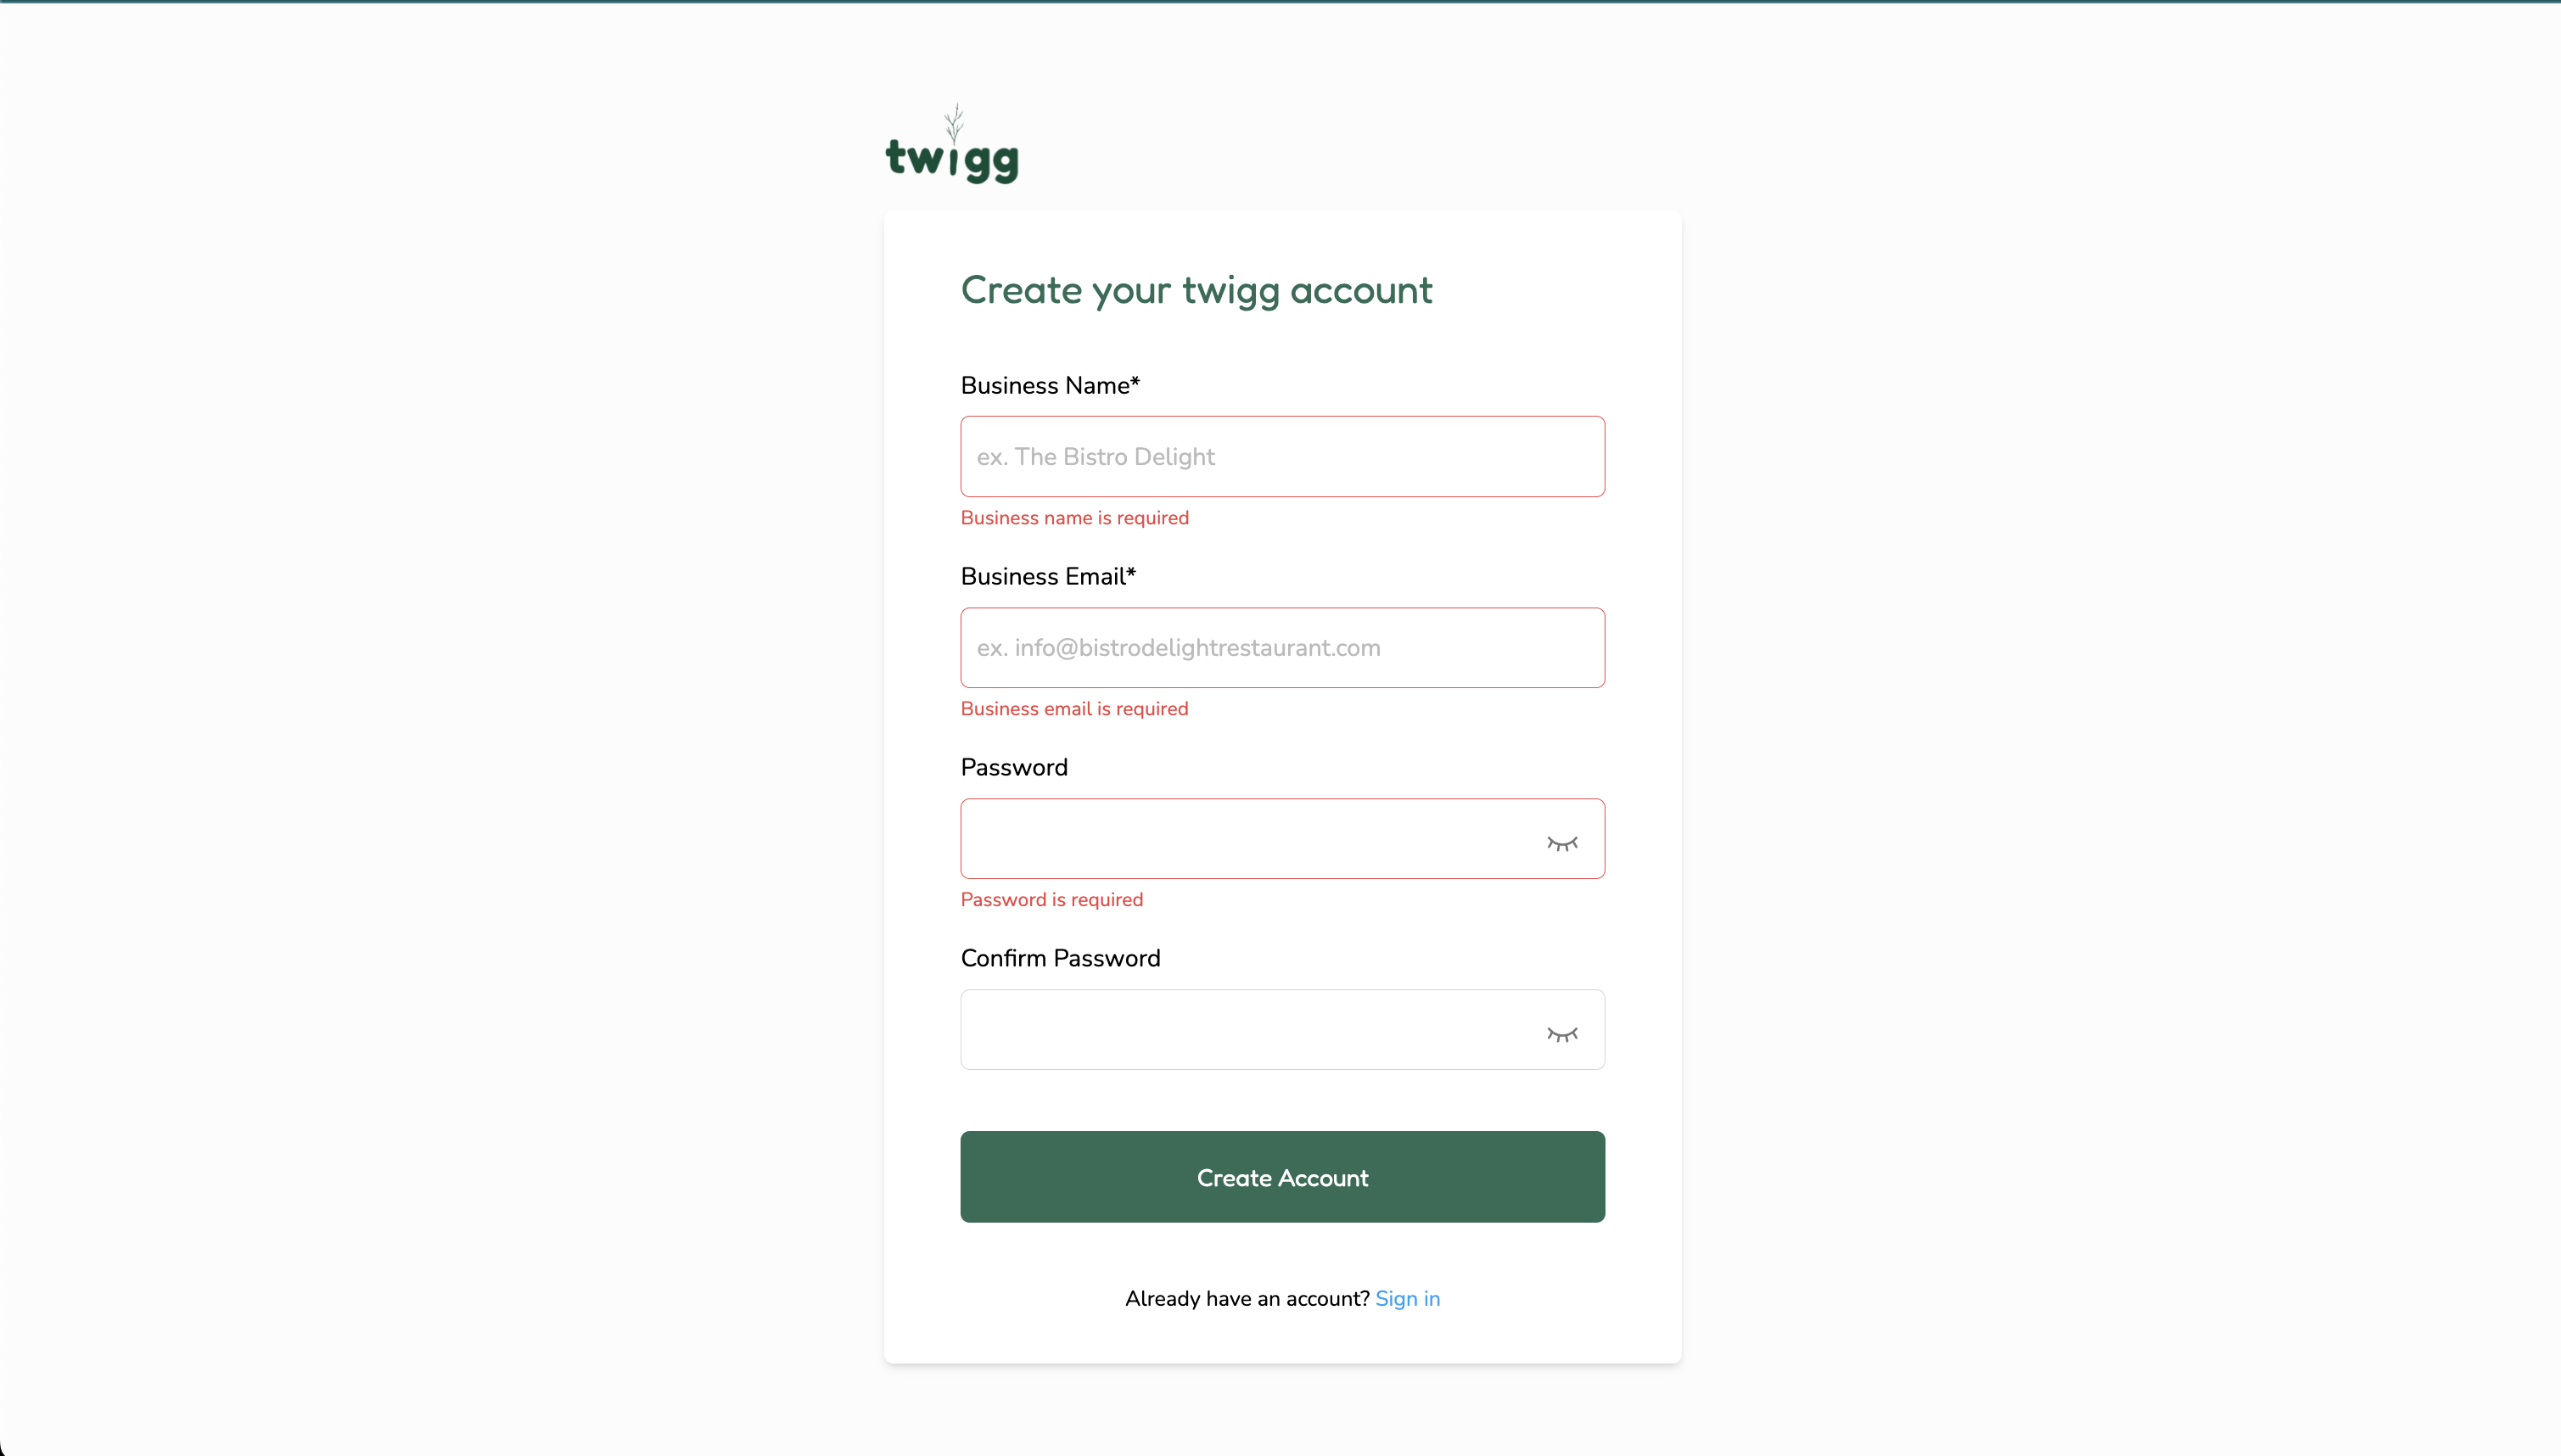 twigg
Create your twigg account
Business Name*
ex. The Bistro Delight
Business name is required
Business Email*
ex. info@bistrodelightrestaurant.com
Business email is required
Password
Password is required
Confirm Password
Create Account
Already have an account? Sign in